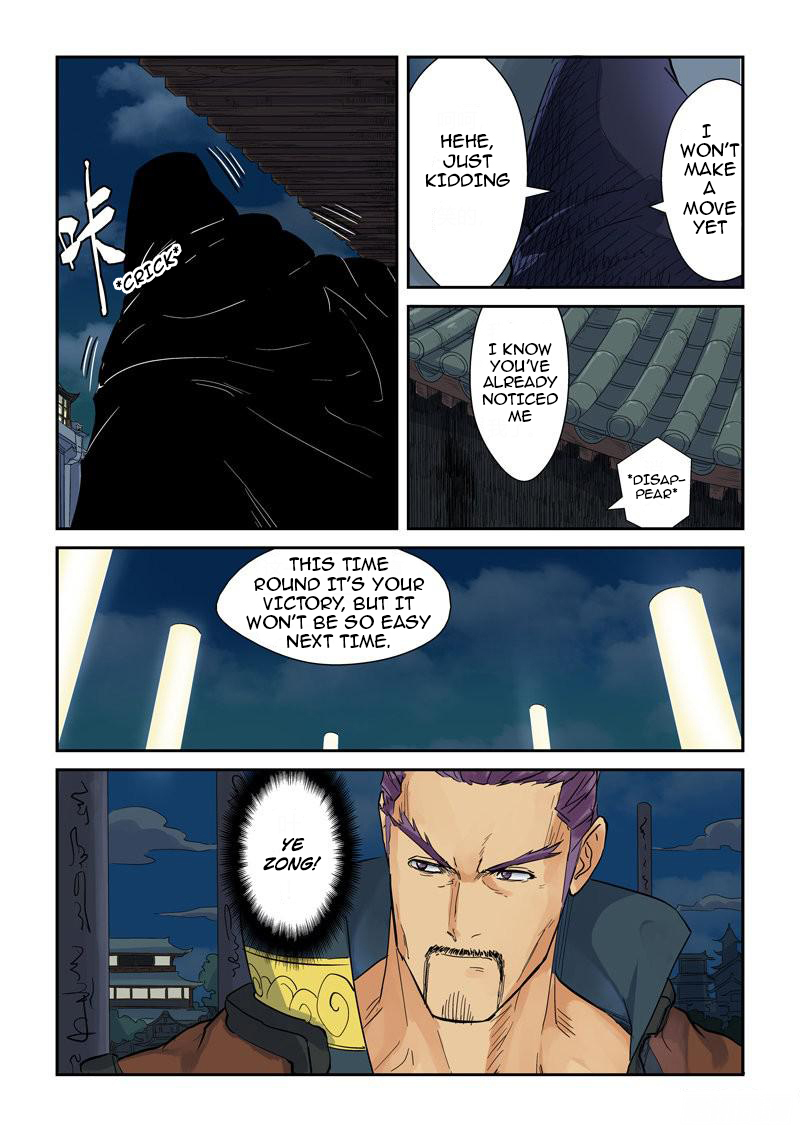 咔
*CRICK*
I
WON'T
MAKE
A
MOVE
YET
HEHE,
JUST
KIDDING
I KNOW
YOU'VE
ALREADY
NOTICED
ME
*DISAP-
PEAR*
THIS TIME
ROUND IT'S YOUR
VICTORY, BUT IT
WON'T BE SO EASY
NEXT TIME.
YE
ZONG!